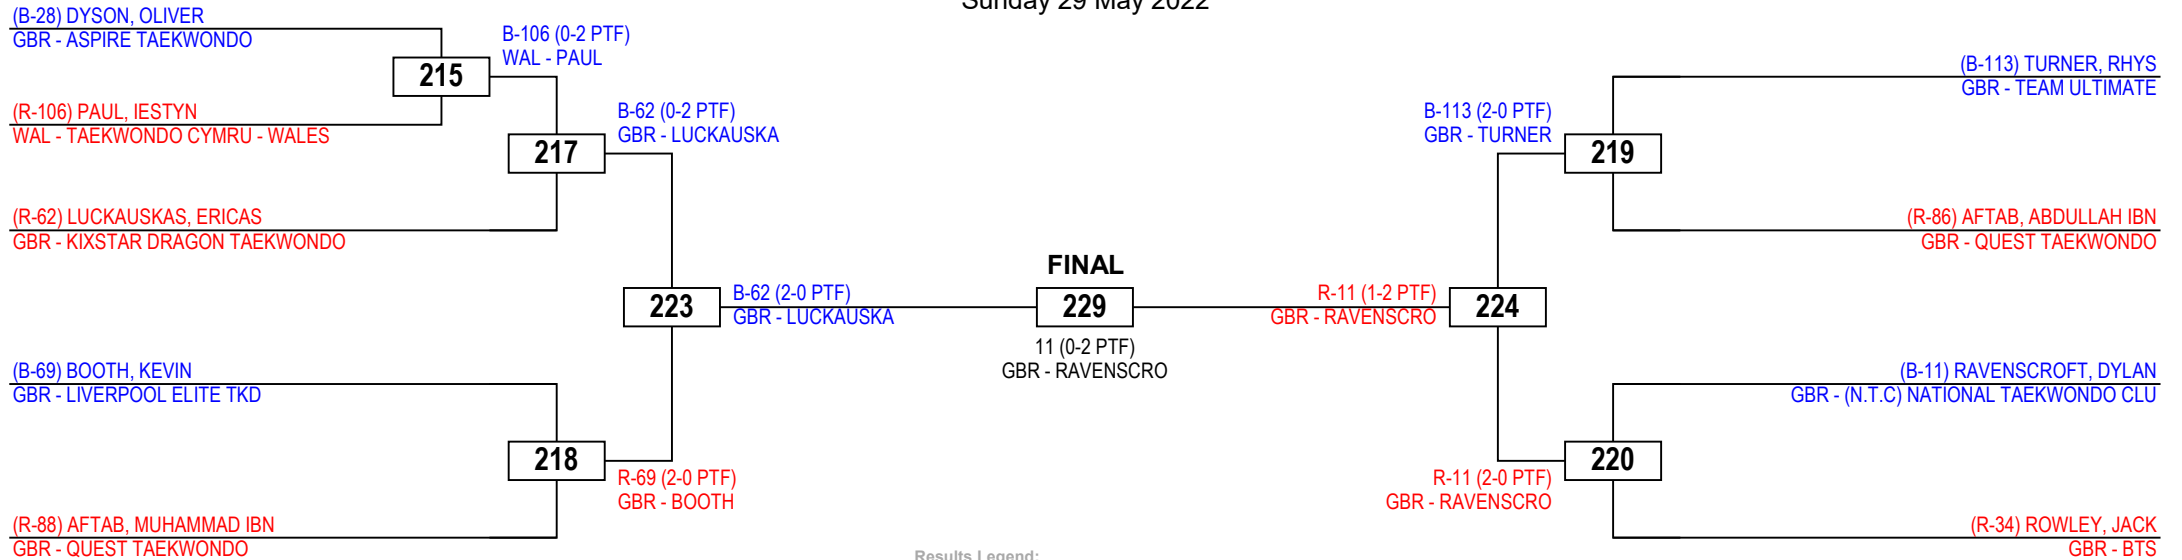 Sunday 29 May 2022
(B-28) DYSON, OLIVER
GBR - ASPIRE TAEKWONDO
215
(R-106) PAUL, IESTYN
WAL - TAEKWONDO CYMRU - WALES
B-106 (0-2 PTF)
WAL - PAUL
217
(R-62) LUCKAUSKAS, ERICAS
GBR - KIXSTAR DRAGON TAEKWONDO
B-62 (0-2 PTF)
GBR - LUCKAUSKA
223
(B-69) BOOTH, KEVIN
GBR - LIVERPOOL ELITE TKD
218
(R-88) AFTAB, MUHAMMAD IBN
GBR - QUEST TAEKWONDO
R-69 (2-0 PTF)
GBR - BOOTH
B-62 (2-0 PTF)
GBR - LUCKAUSKA
FINAL
229
11 (0-2 PTF)
GBR - RAVENSCRO
R-11 (1-2 PTF)
GBR - RAVENSCRO
224
B-113 (2-0 PTF)
GBR - TURNER
219
(B-113) TURNER, RHYS
GBR - TEAM ULTIMATE
(R-86) AFTAB, ABDULLAH IBN
GBR - QUEST TAEKWONDO
(B-11) RAVENSCROFT, DYLAN
GBR - (N.T.C) NATIONAL TAEKWONDO CLU
220
R-11 (2-0 PTF)
GBR - RAVENSCRO
(R-34) ROWLEY, JACK
GBR - BTS
Results Legend: